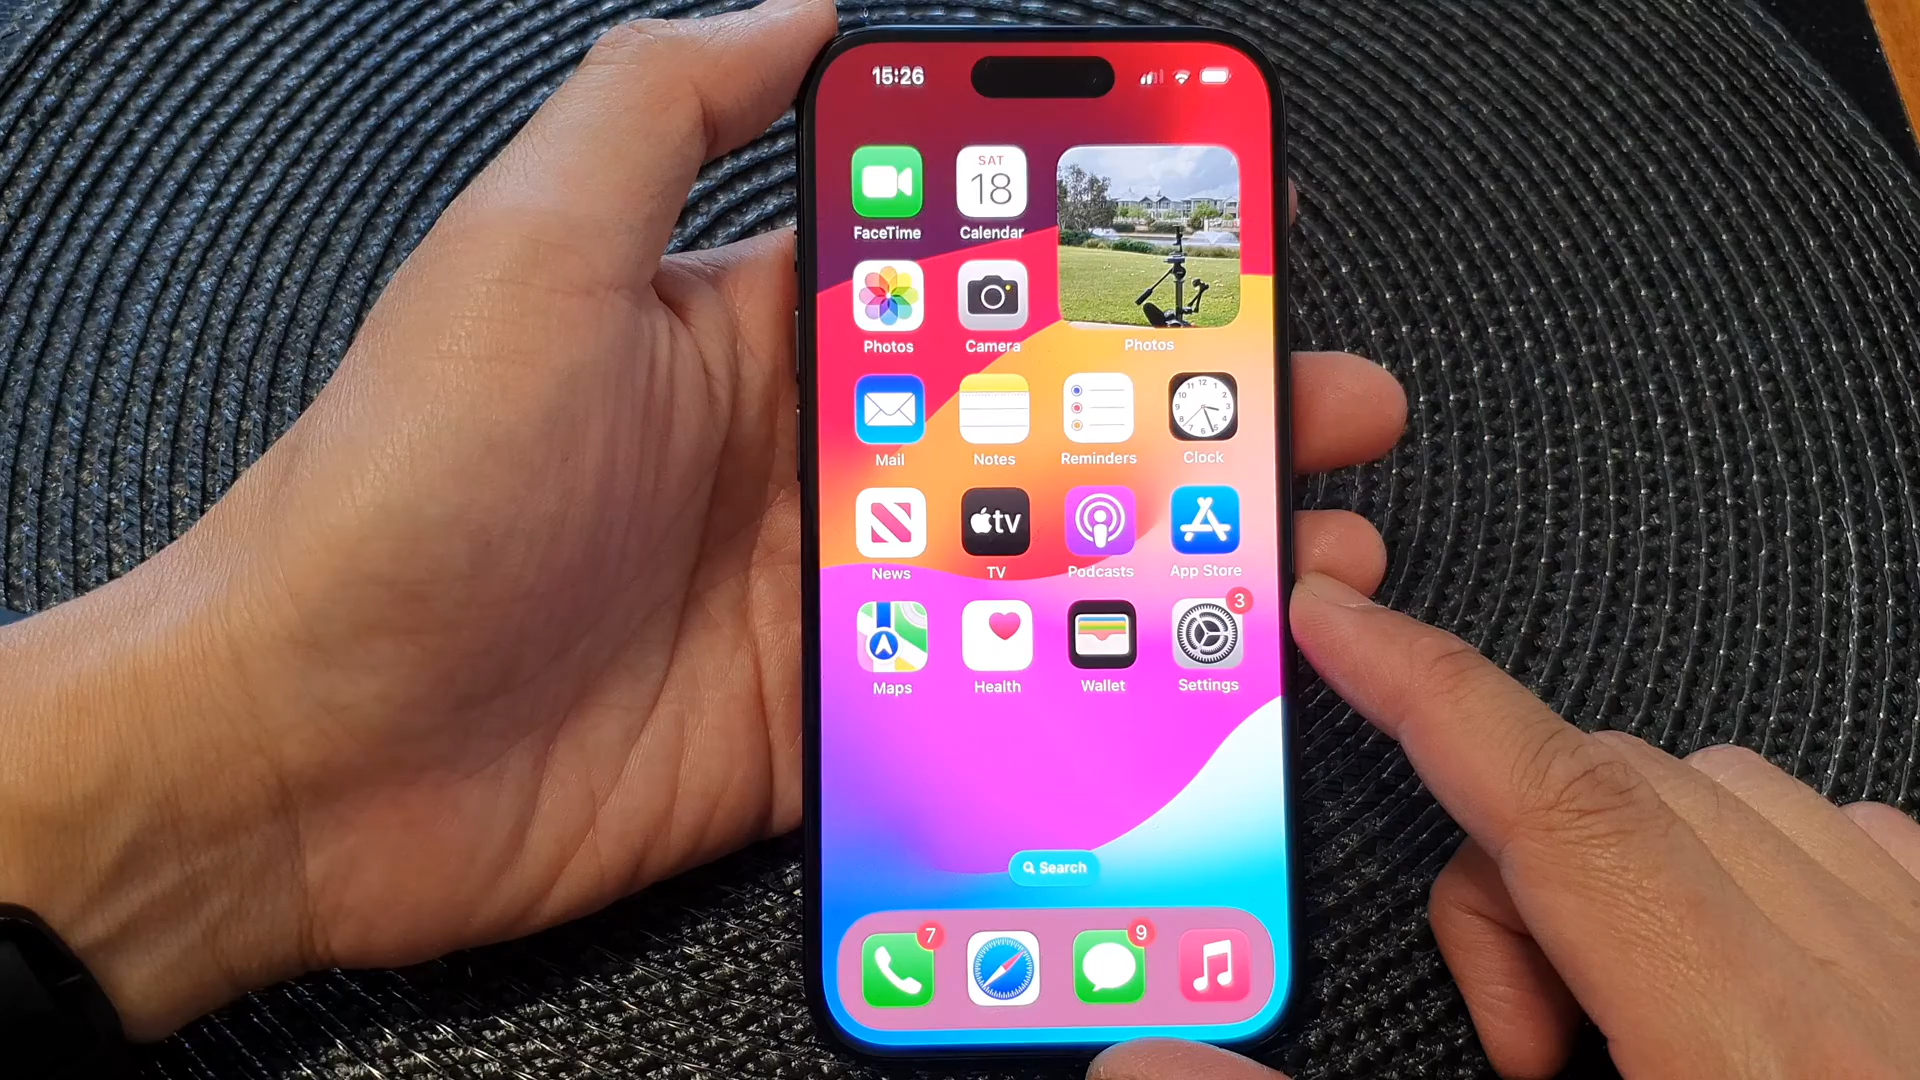 15:26
SAT
18
FaceTime
Calendar
Photos
Camera
Photos
Mail
Notes
Reminders
Clock
tv
News
TV
Podcasts
App Store
3
Maps
Health
Wallet
Settings
Search
7
9